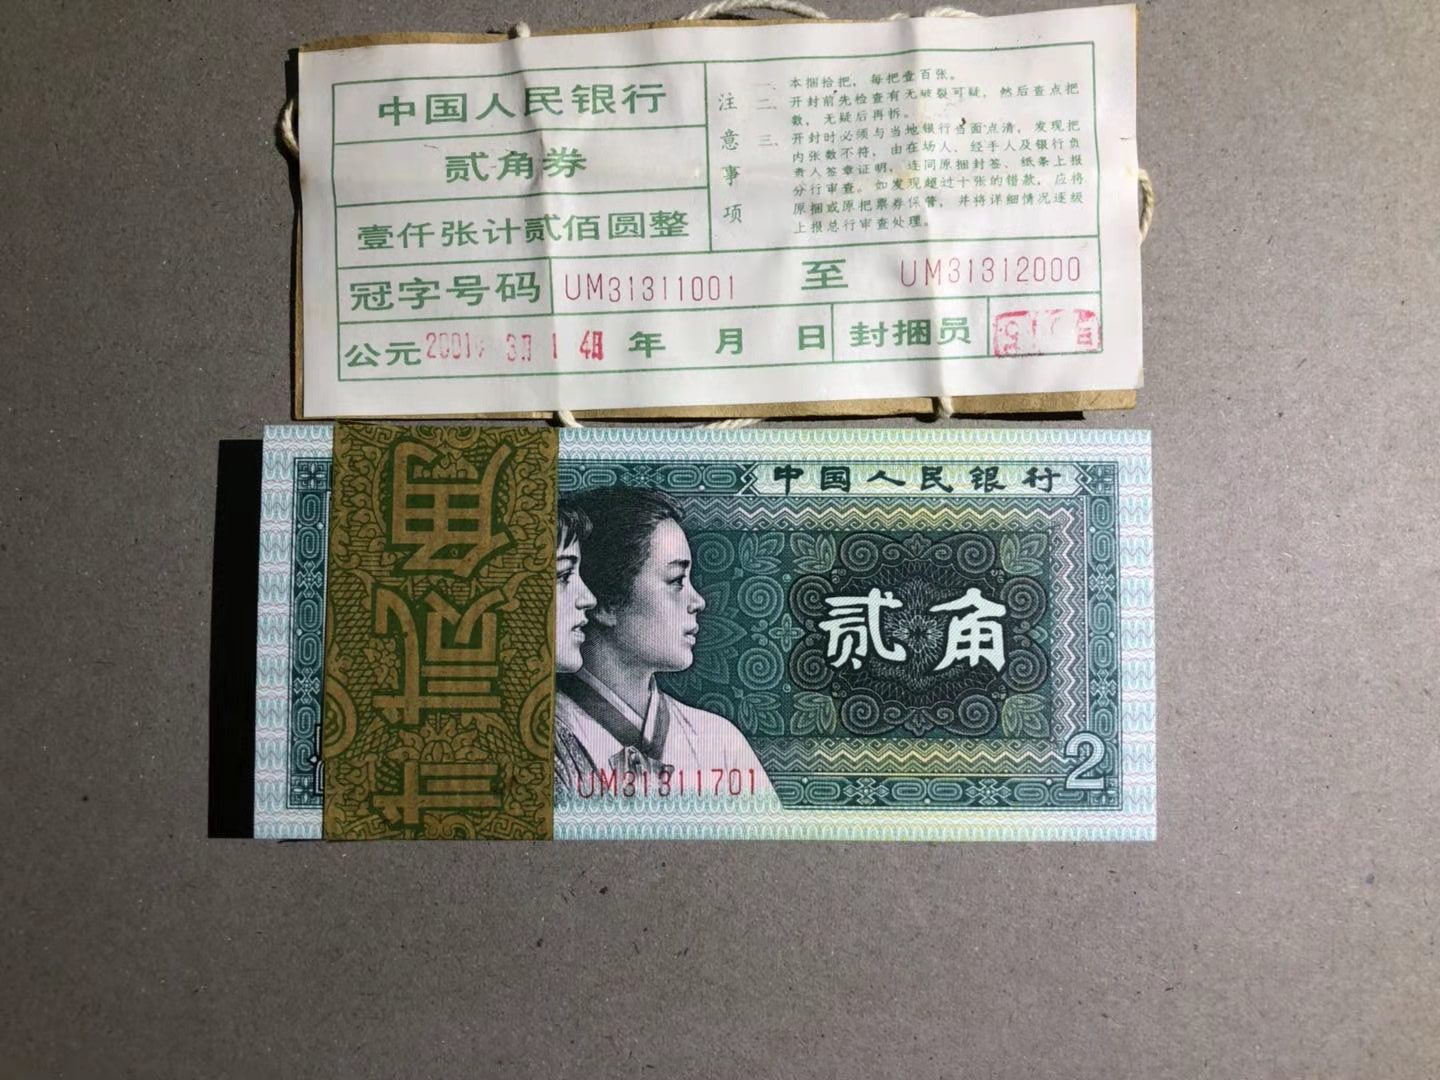 中国人民银行
贰角券
壹仟张计贰佰圆整
注意事项
一、本捆拾把，每把壹百张。
二、开封前先检查有无破裂可疑，然后查点把
数，无疑后再拆。
三、开封时必须与当地银行当面点清，发现把
内张数不符，由在场人、经手人及银行负
责人签章证明，连同原捆封签、纸条上报
分行审查。如发现超过十张的错款，应将
原捆或原把票券保管，并将详细情况逐级
上报总行审查处理。
冠字号码 UM31311001 至 UM31312000
公元 2001. 3月14日 年 月 日 封捆员
中国人民银行
贰角
UM31311701
2